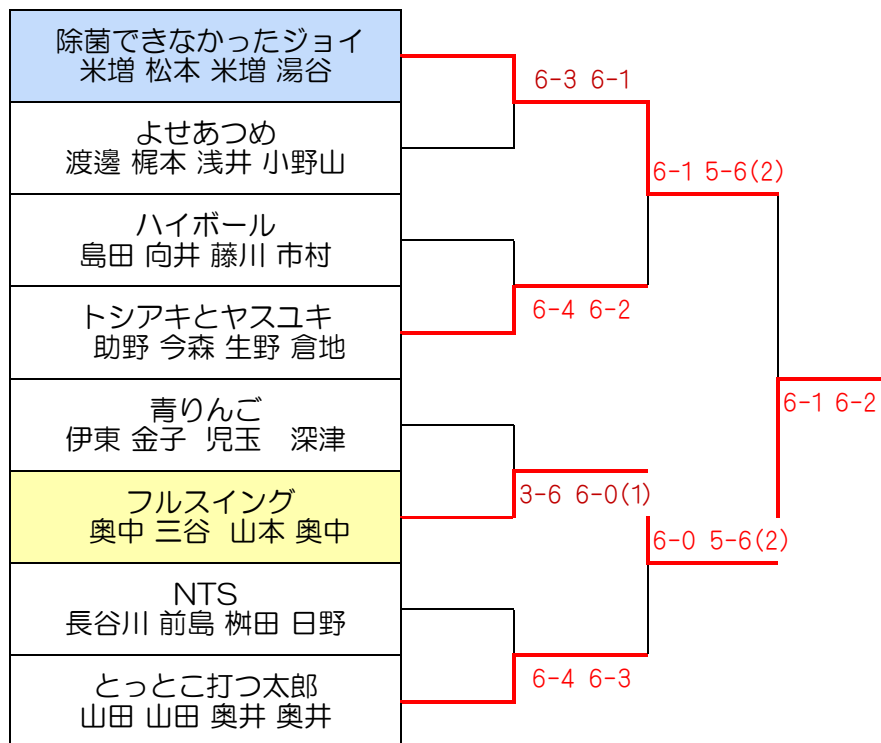 除菌できなかったジョイ
米増 松本 米増 湯谷
よせあつめ
渡邊 梶本 浅井 小野山
ハイボール
島田 向井 藤川 市村
トシアキとヤスユキ
助野 今森 生野 倉地
青りんご
伊東 金子 児玉 深津
フルスイング
奥中 三谷 山本 奥中
NTS
長谷川 前島 桝田 日野
とっとこ打つ太郎
山田 山田 奥井 奥井
6-3 6-1
6-4 6-2
3-6 6-0(1)
6-4 6-3
6-1 5-6(2)
6-0 5-6(2)
6-1 6-2